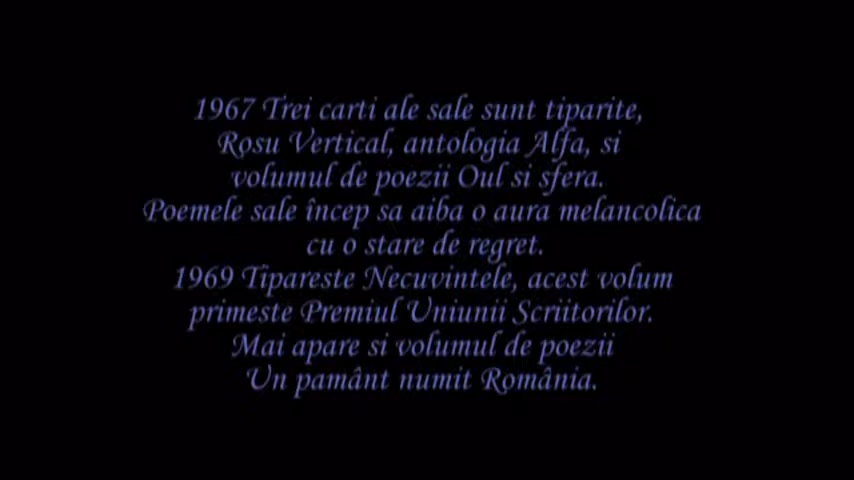 1967 Trei carti ale sale sunt tiparite,
Rosu Vertical, antologia Alfa, si
volumul de poezii Oul si sfera.
Poemele sale încep sa aiba o aura melancolica
cu o stare de regret.
1969 Tipareste Necuvintele, acest volum
primeste Premiul Uniunii Scriitorilor.
Mai apare si volumul de poezii
Un pamânt numit România.